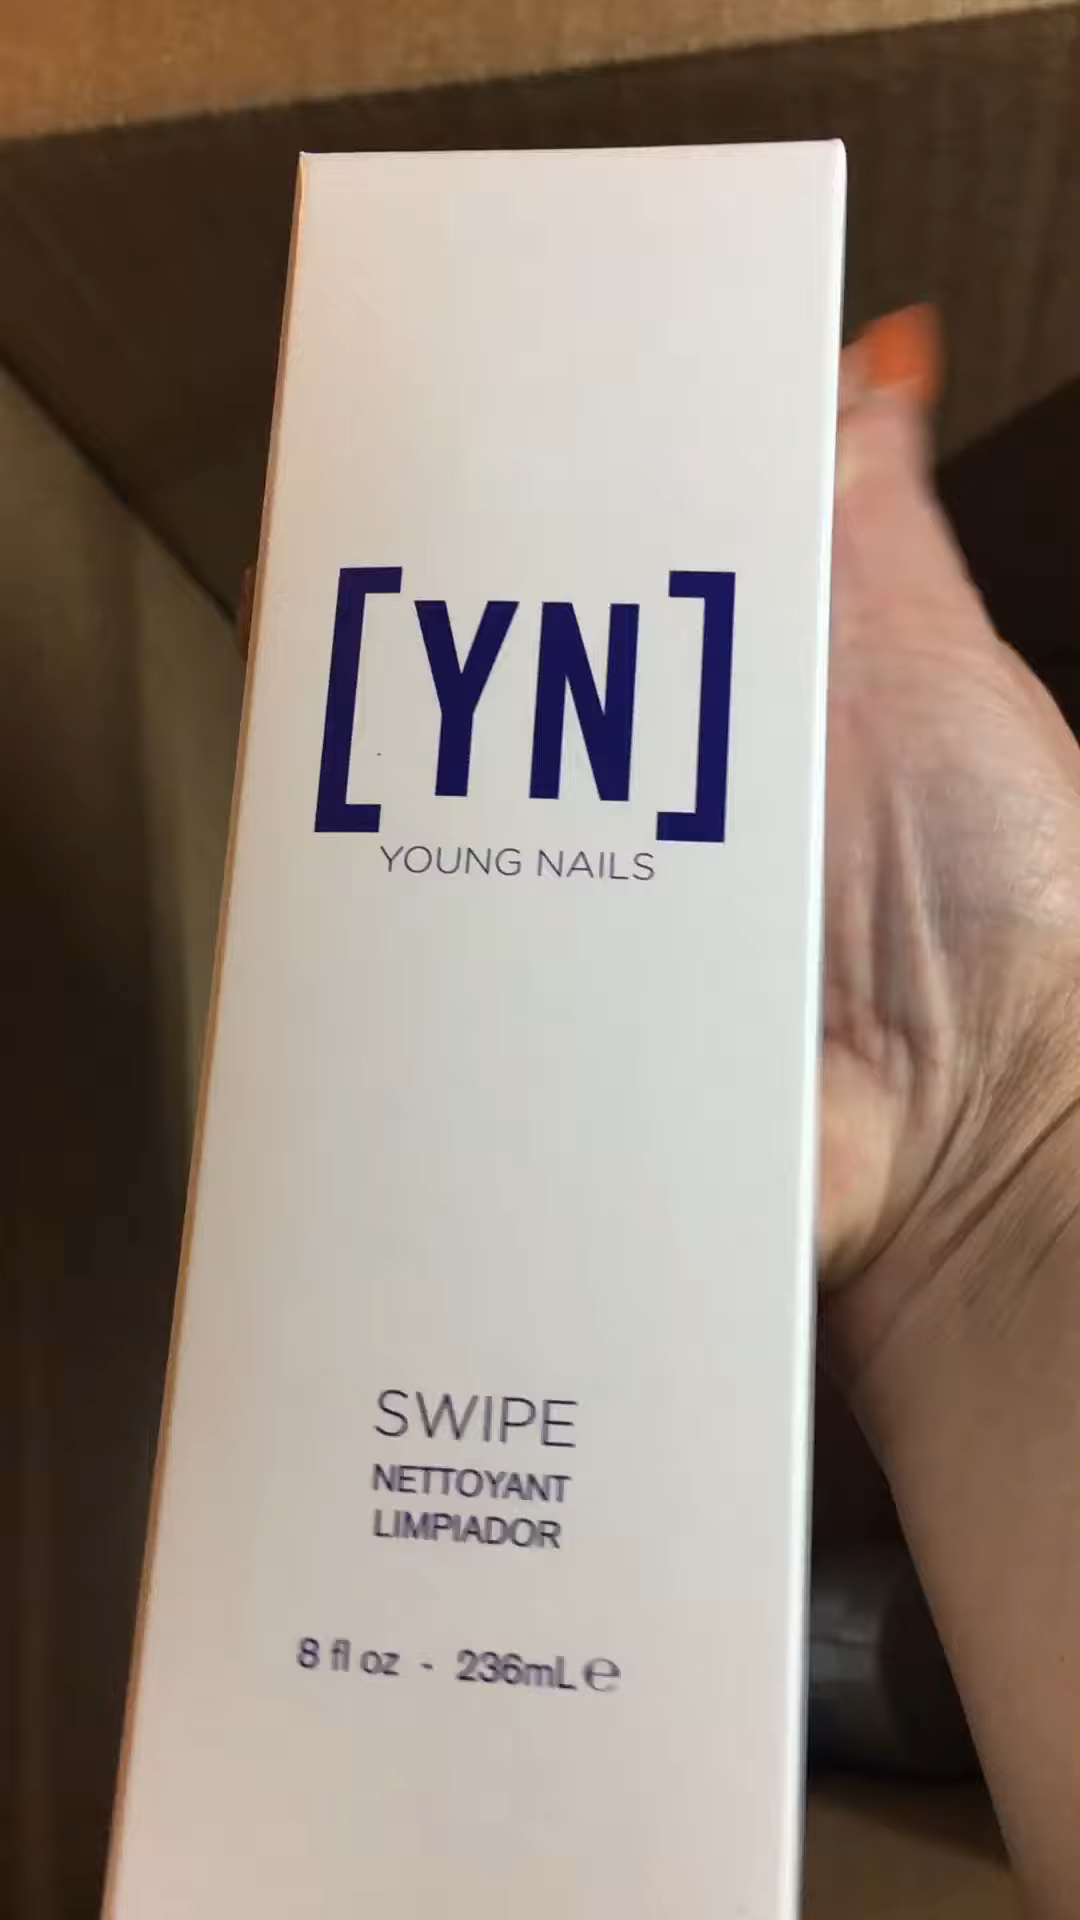 [YN]
YOUNG NAILS
SWIPE
NETTOYANT
LIMPIADOR
8 fl oz - 236mL ℮